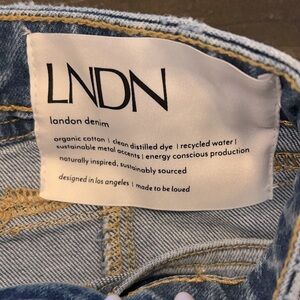 LNDN
landon denim
organic cotton | clean distilled dye | recycled water |
sustainable metal accents | energy conscious production
naturally inspired, sustainably sourced
designed in los angeles | made to be loved